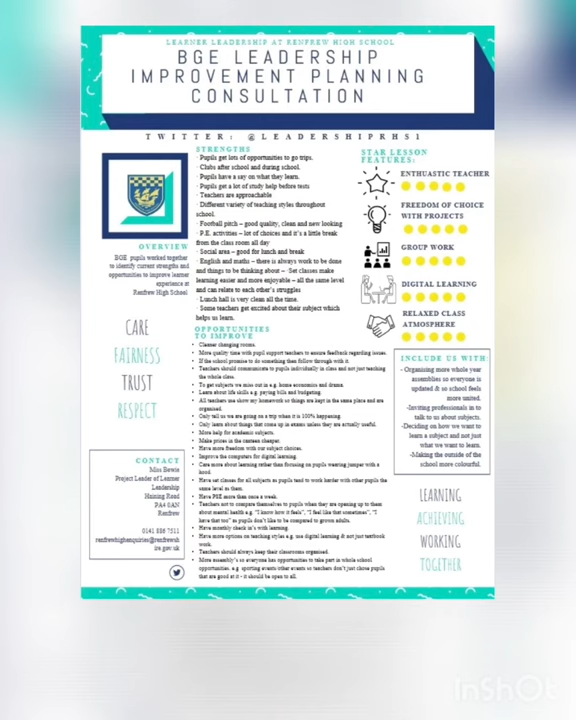 LEARNER LEADERSHIP AT RENFREW HIGH SCHOOL
BGE LEADERSHIP
IMPROVEMENT PLANNING
CONSULTATION
TWITTER: @LEADERSHIPRHS1
OVERVIEW
BGE pupils worked together
to identify current strengths and
opportunities to improve learner
experience at
Renfrew High School
CARE
FAIRNESS
TRUST
RESPECT
CONTACT
Miss Bewie
Project Leader of Learner
Leadership
Haining Road
PA4 0AN
Renfrew
0141 886 7511
renfrewhighenquiries@renfrewsh
ire.gov.uk
STRENGTHS
· Pupils get lots of opportunities to go trips.
· Clubs after school and during school.
· Pupils have a say on what they learn.
· Pupils get a lot of study help before tests
· Teachers are approachable
· Different variety of teaching styles throughout
school.
· Football pitch – good quality, clean and new looking
· P.E. activities – lot of choices and it's a little break
from the class room all day
· Social area – good for lunch and break
· English and maths – there is always work to be done
and things to be thinking about – Set classes make
learning easier and more enjoyable – all the same level
and can relate to each other's struggles
· Lunch hall is very clean all the time.
· Some teachers get excited about their subject which
helps us learn.
OPPORTUNITIES
TO IMPROVE
• Cleaner changing rooms.
• More quality time with pupil support teachers to ensure feedback regarding issues.
• If the school promise to do something then follow through with it.
• Teachers should communicate to pupils individually in class and not just teaching
the whole class.
• To get subjects we miss out in e.g. home economics and drama.
• Learn about life skills e.g. paying bills and budgeting.
• All teachers use show my homework so things are kept in the same place and are
organised.
• Only tell us we are going on a trip when it is 100% happening.
• Only learn about things that come up in exams unless they are actually useful.
• More help for academic subjects.
• Make prices in the canteen cheaper.
• Have more freedom with our subject choices.
• Improve the computers for digital learning.
• Care more about learning rather than focusing on pupils wearing jumper with a
hood.
• Have set classes for all subjects as pupils tend to work harder with other pupils the
same level as them.
• Have PSE more than once a week.
• Teachers not to compare themselves to pupils when they are opening up to them
about mental health e.g. "I know how it feels", "I feel like that sometimes", "I
have that too" as pupils don't like to be compared to grown adults.
• Have monthly check in's with learning.
• Have more options on teaching styles e.g. use digital learning & not just textbook
work.
• Teachers should always keep their classrooms organised.
• More assembly's so everyone has opportunities to take part in whole school
opportunities. e.g. sporting events/other events so teachers don't just chose pupils
that are good at it - it should be open to all.
STAR LESSON
FEATURES:
ENTHUASTIC TEACHER
FREEDOM OF CHOICE
WITH PROJECTS
GROUP WORK
DIGITAL LEARNING
RELAXED CLASS
ATMOSPHERE
INCLUDE US WITH:
- Organising more whole year
assemblies so everyone is
updated & so school feels
more united.
-Inviting professionals in to
talk to us about subjects.
-Deciding on how we want to
learn a subject and not just
what we want to learn.
-Making the outside of the
school more colourful.
LEARNING
ACHIEVING
WORKING
TOGETHER
InShOt